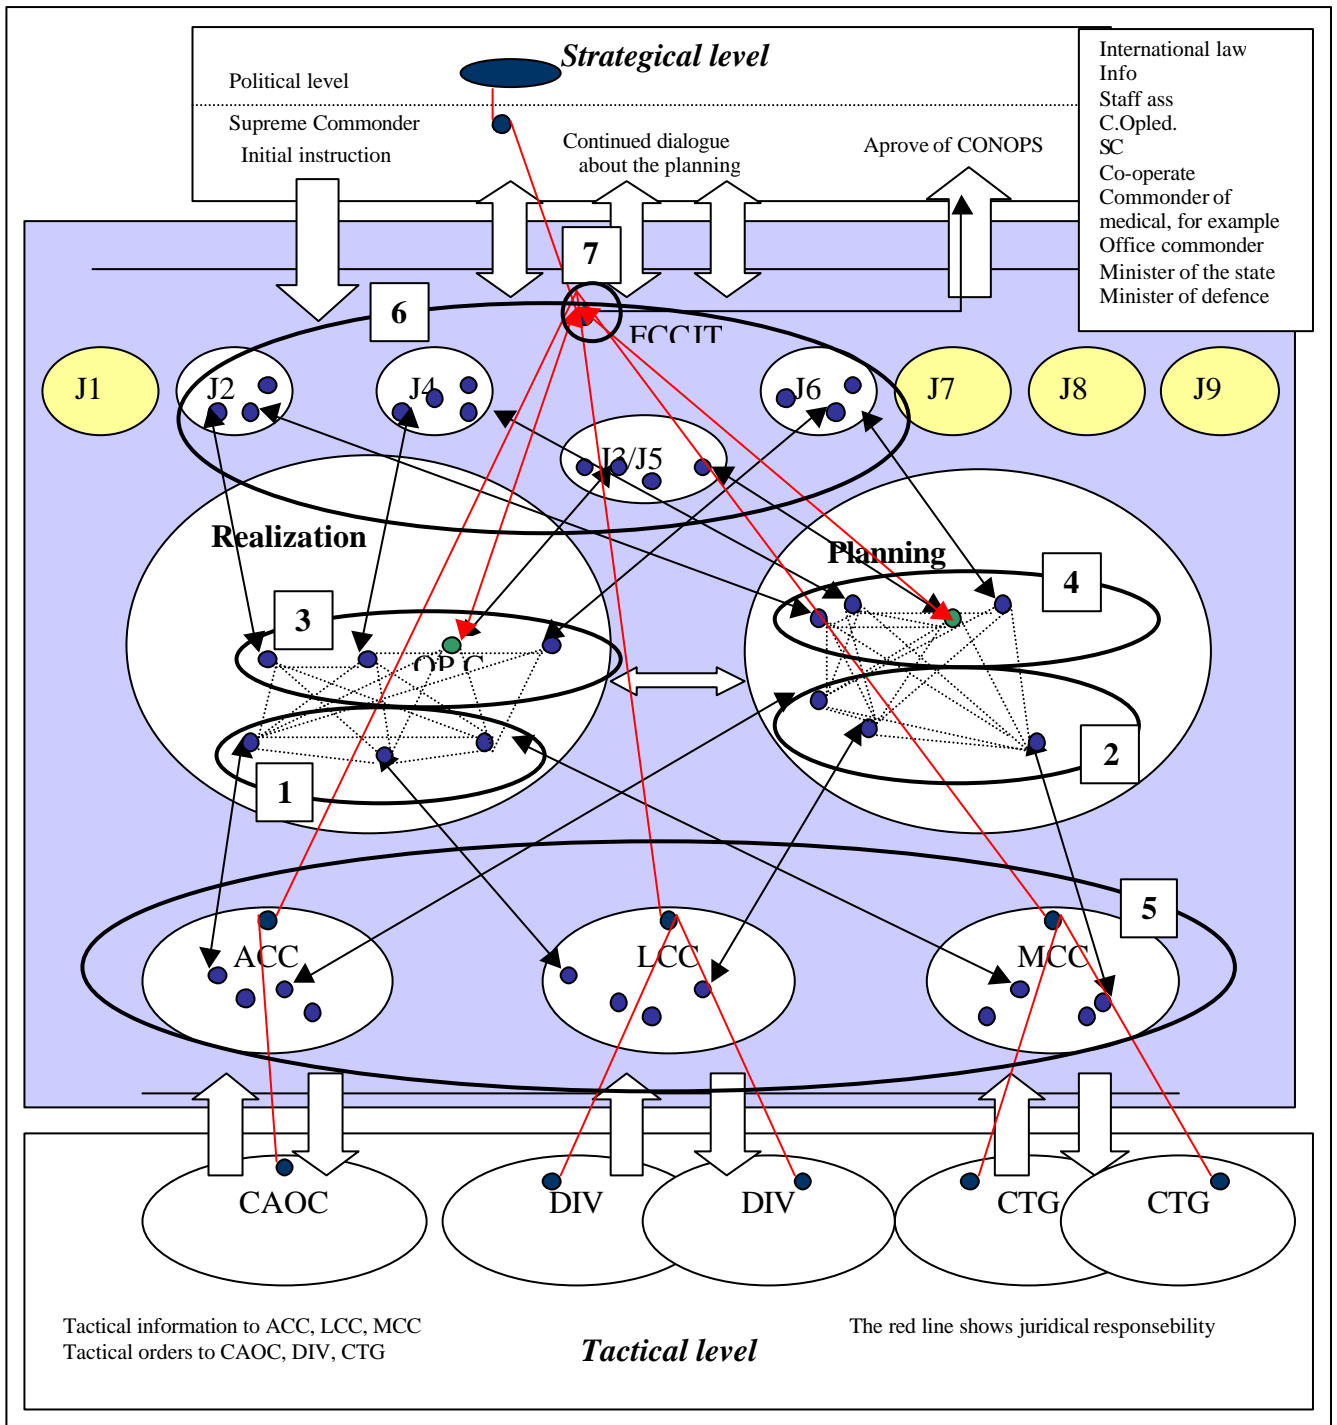 Strategical level
Political level
Supreme Commonder
Initial instruction
Continued dialogue
about the planning
Aprove of CONOPS
International law
Info
Staff ass
C.Opled.
SC
Co-operate
Commonder of
medical, for example
Office commonder
Minister of the state
Minister of defence
7
6
J1
J2
J4
J3/J5
J6
J7
J8
J9
Realization
Planning
3
4
1
2
5
ACC
LCC
MCC
CAOC
DIV
DIV
CTG
CTG
Tactical information to ACC, LCC, MCC
Tactical orders to CAOC, DIV, CTG
The red line shows juridical responsebility
Tactical level